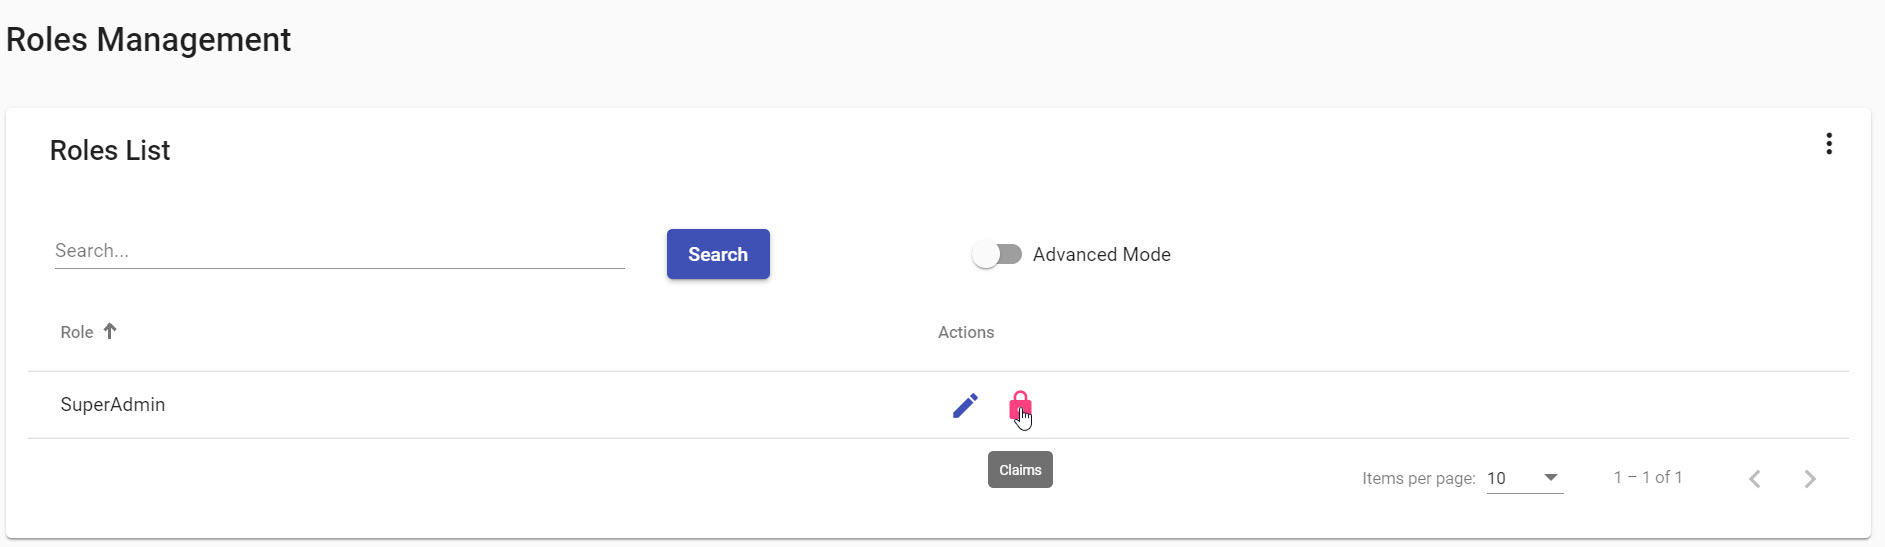 Roles Management
Roles List
Search...
Search
Advanced Mode
Role
Actions
SuperAdmin
Claims
Items per page: 10
1 – 1 of 1